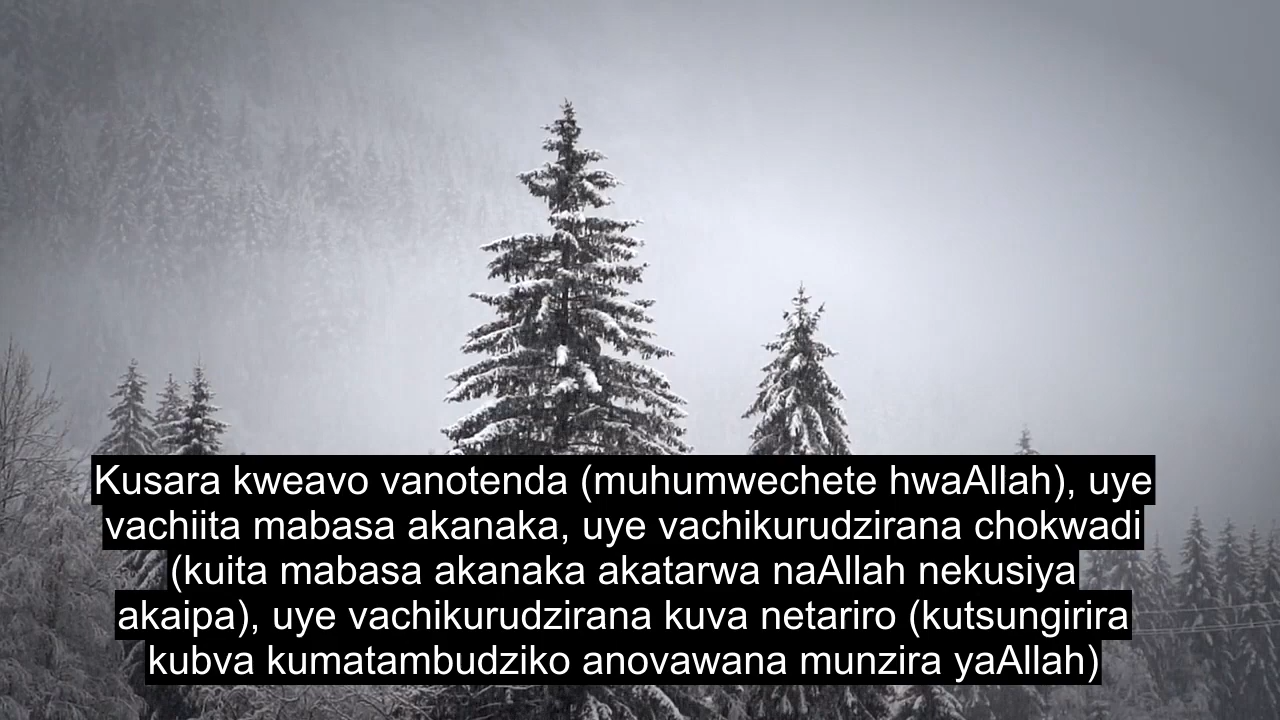 Kusara kweavo vanotenda (muhumwechete hwaAllah), uye
vachiita mabasa akanaka, uye vachikurudzirana chokwadi
(kuita mabasa akanaka akatarwa naAllah nekusiya
akaipa), uye vachikurudzirana kuva netariro (kutsungirira
kubva kumatambudziko anovawana munzira yaAllah)